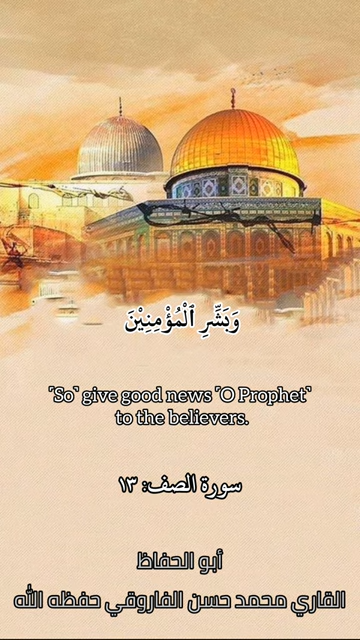 وَبَشِّرِ ٱلْمُؤْمِنِيْنَ
˹So˺ give good news ˹O Prophet˺
to the believers.
سورة الصف: ١٣
أبو الحفاظ
القاري محمد حسن الفاروقي حفظه الله